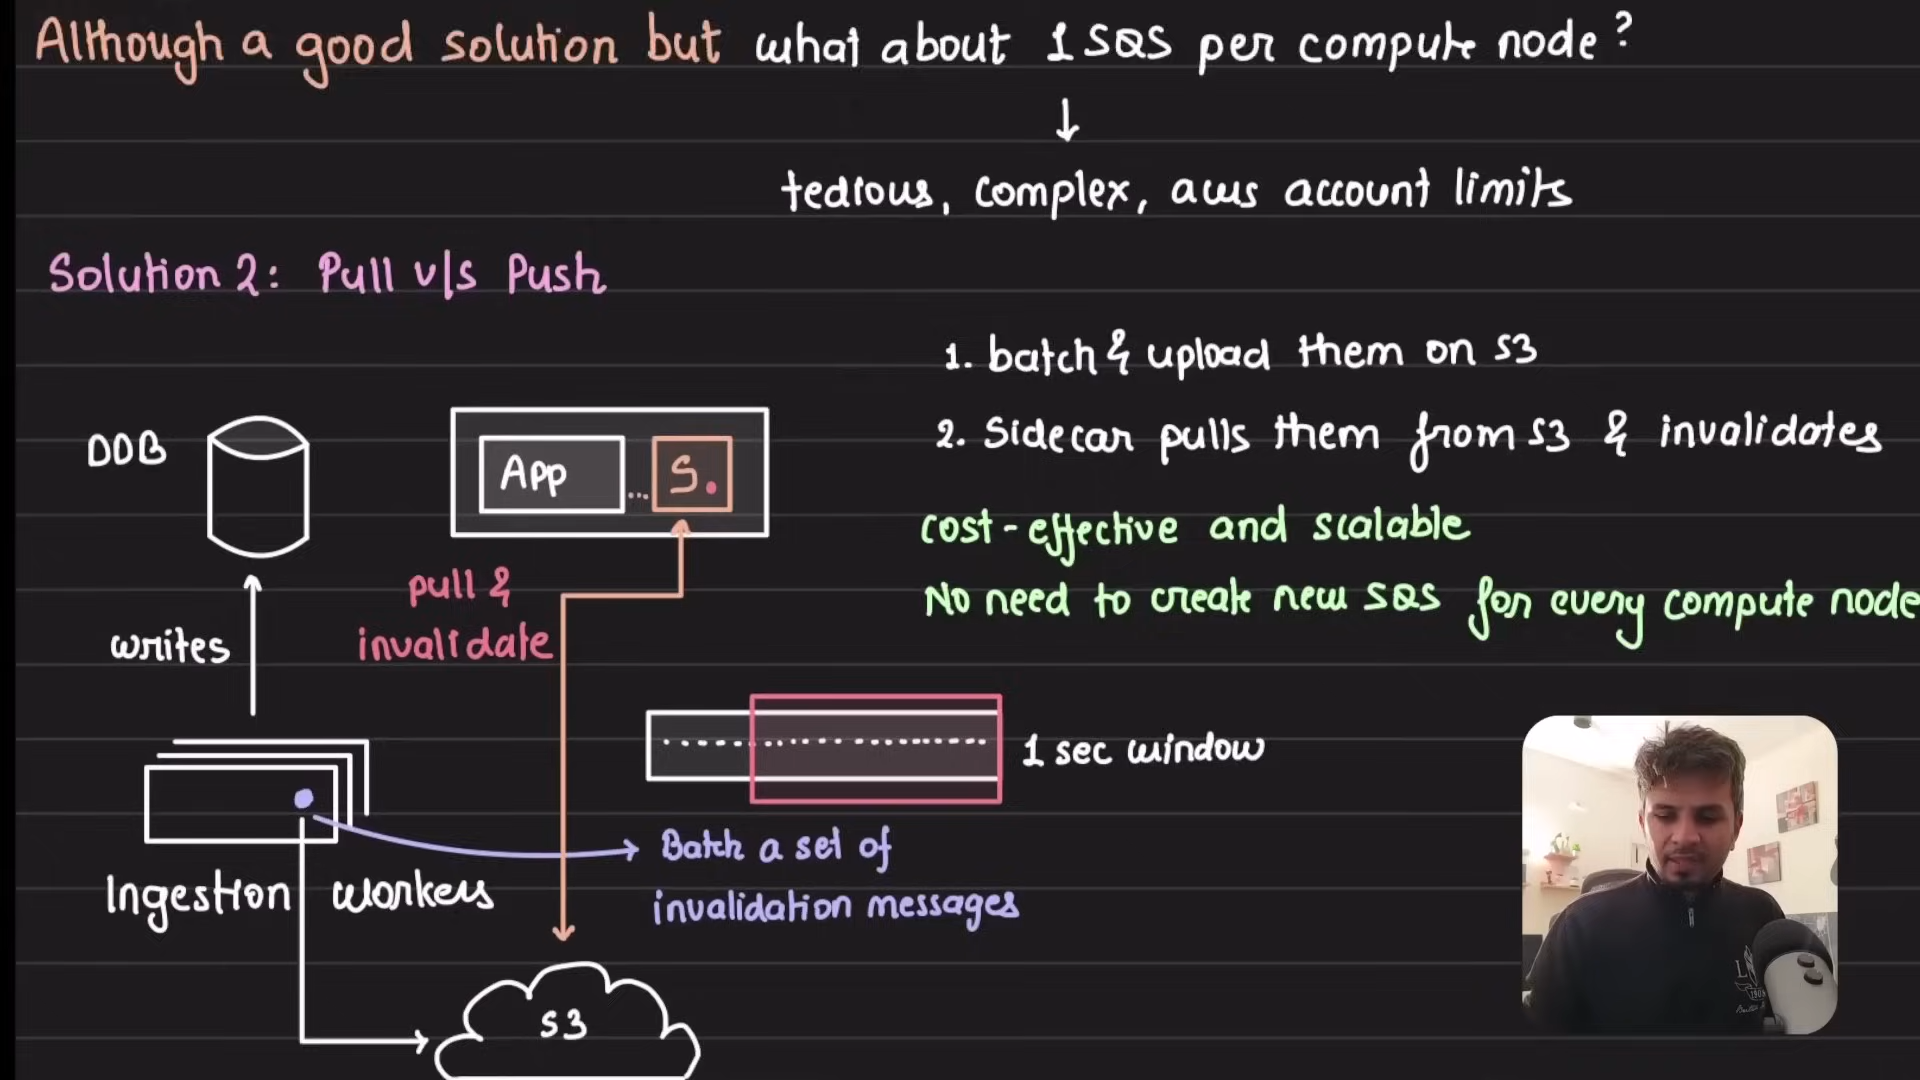 Although a good solution but what about 1 SQS per compute node?
tedious, complex, aws account limits
Solution 2: Pull v/s Push
1. batch & upload them on S3
2. Sidecar pulls them from S3 & invalidates
DDB
App
...
S.
cost-effective and scalable
pull &
invalidate
No need to create new SQS for every compute node
writes
1 sec window
Batch a set of
invalidation messages
Ingestion workers
S3